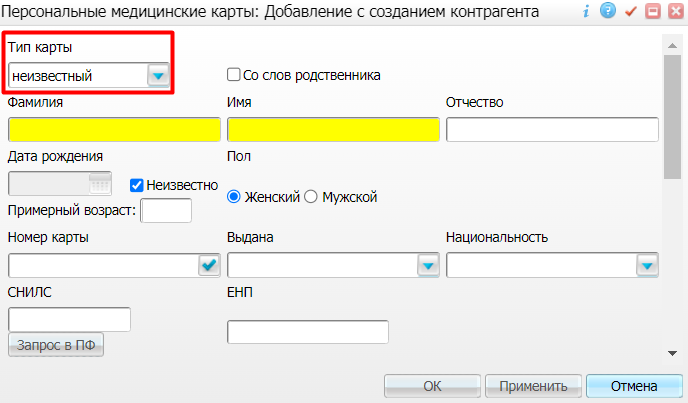 Персональные медицинские карты: Добавление с созданием контрагента
Тип карты
неизвестный
Со слов родственника
Фамилия Имя Отчество
Дата рождения Пол
Неизвестно
Женский Мужской
Примерный возраст:
Номер карты Выдана Национальность
СНИЛС ЕНП
Запрос в ПФ
ОК Применить Отмена